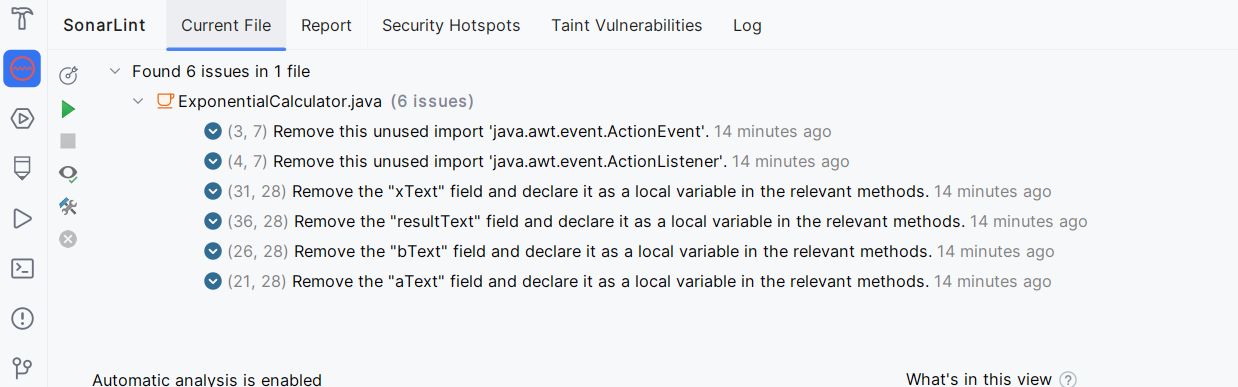 SonarLint Current File Report Security Hotspots Taint Vulnerabilities Log
Found 6 issues in 1 file
ExponentialCalculator.java (6 issues)
(3, 7) Remove this unused import 'java.awt.event.ActionEvent'. 14 minutes ago
(4, 7) Remove this unused import 'java.awt.event.ActionListener'. 14 minutes ago
(31, 28) Remove the "xText" field and declare it as a local variable in the relevant methods. 14 minutes ago
(36, 28) Remove the "resultText" field and declare it as a local variable in the relevant methods. 14 minutes ago
(26, 28) Remove the "bText" field and declare it as a local variable in the relevant methods. 14 minutes ago
(21, 28) Remove the "aText" field and declare it as a local variable in the relevant methods. 14 minutes ago
Automatic analysis is enabled What's in this view ?